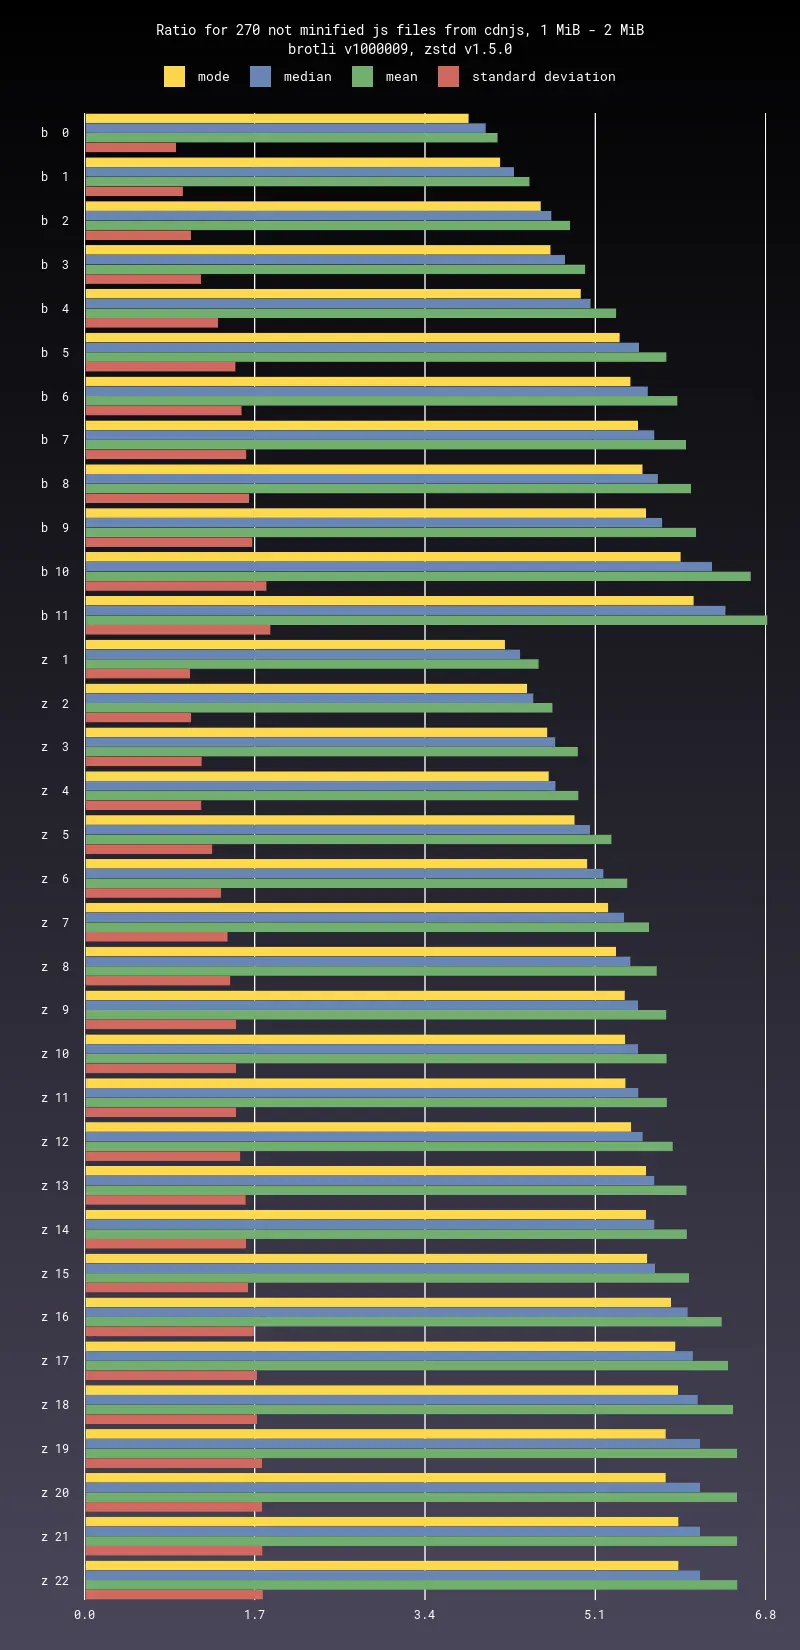 Ratio for 270 not minified js files from cdnjs, 1 MiB - 2 MiB
brotli v1000009, zstd v1.5.0
mode median mean standard deviation
b 0
b 1
b 2
b 3
b 4
b 5
b 6
b 7
b 8
b 9
b 10
b 11
z 1
z 2
z 3
z 4
z 5
z 6
z 7
z 8
z 9
z 10
z 11
z 12
z 13
z 14
z 15
z 16
z 17
z 18
z 19
z 20
z 21
z 22
0.0 1.7 3.4 5.1 6.8